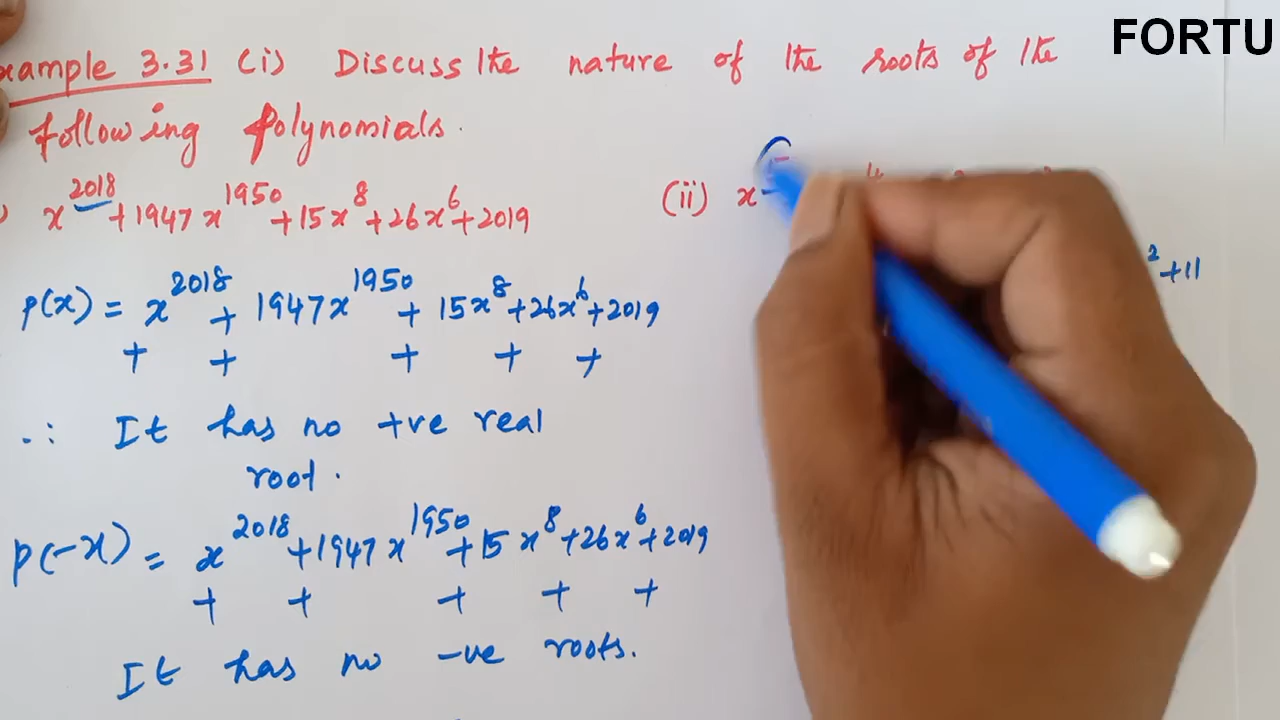 FORTU
xample 3.31 (i) Discuss the nature of the roots of the
following polynomials.
) x^2018 + 1947x^1950 + 15x^8 + 26x^6 + 2019
(ii) x
p(x) = x^2018 + 1947x^1950 + 15x^8 + 26x^6 + 2019
2 + 11
+ + + + +
∴ It has no +ve real
root.
p(-x) = x^2018 + 1947x^1950 + 15x^8 + 26x^6 + 2019
+ + + + +
It has no -ve roots.